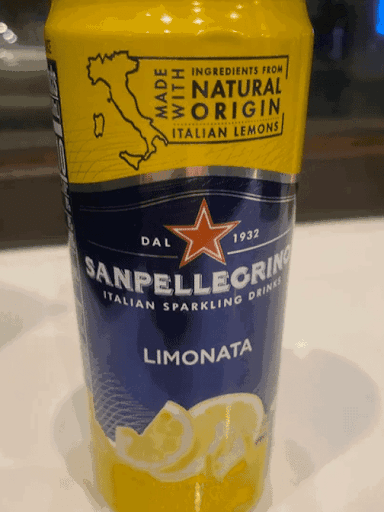 MADE
WITH
INGREDIENTS FROM
NATURAL
ORIGIN
ITALIAN LEMONS
DAL 1932
SANPELLEGRINO
ITALIAN SPARKLING DRINKS
LIMONATA